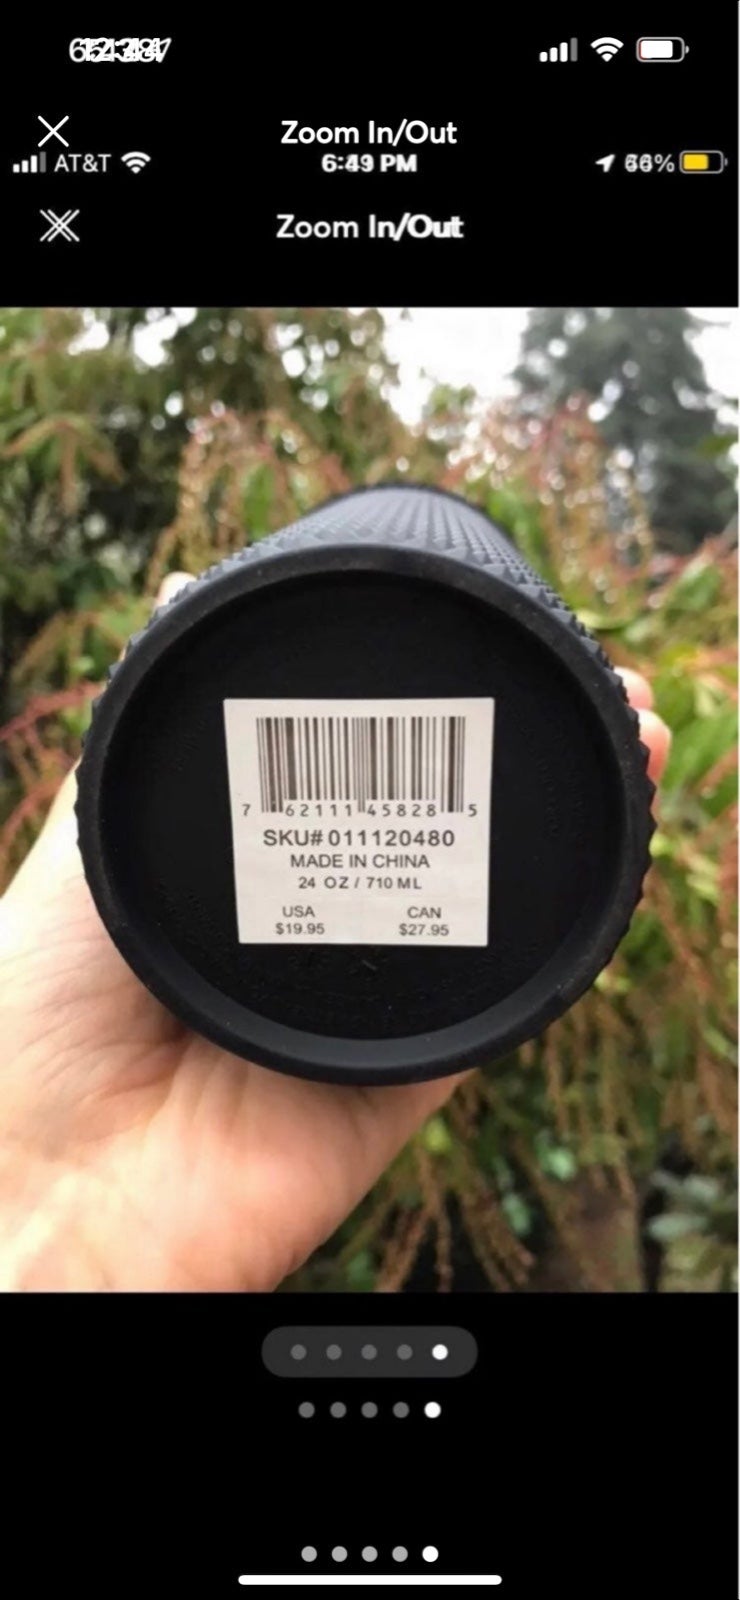 Zoom In/Out
AT&T 6:49 PM
Zoom In/Out
7 62111 45828 5
SKU#011120480
MADE IN CHINA
24 OZ / 710 ML
USA CAN
$19.95 $27.95